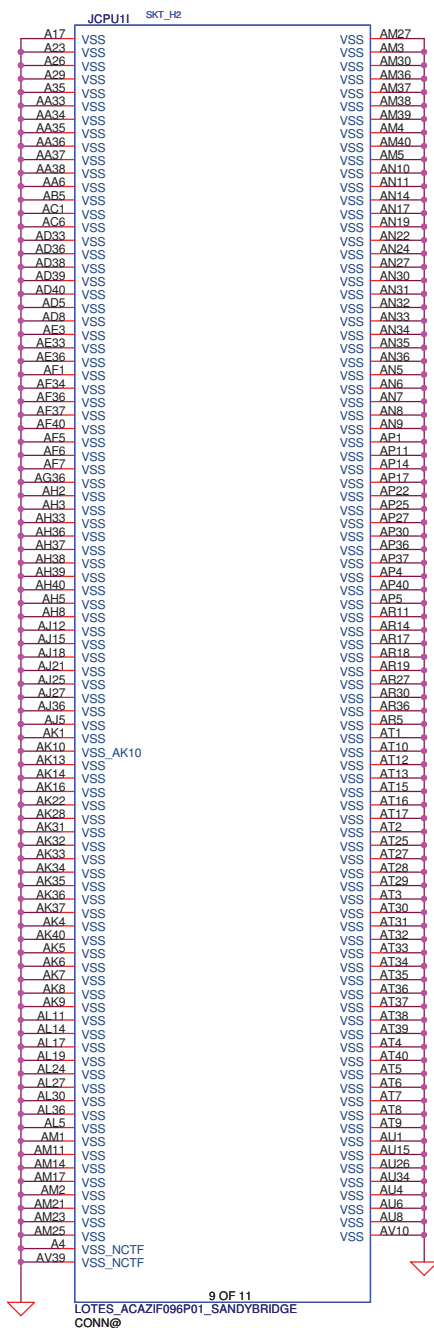 JCPU1I SKT_H2
A17 VSS VSS AM27
A23 VSS VSS AM3
A26 VSS VSS AM30
A29 VSS VSS AM36
A35 VSS VSS AM37
AA33 VSS VSS AM38
AA34 VSS VSS AM39
AA35 VSS VSS AM4
AA36 VSS VSS AM40
AA37 VSS VSS AM5
AA38 VSS VSS AN10
AA6 VSS VSS AN11
AB5 VSS VSS AN14
AC1 VSS VSS AN17
AC6 VSS VSS AN19
AD33 VSS VSS AN22
AD36 VSS VSS AN24
AD38 VSS VSS AN27
AD39 VSS VSS AN30
AD40 VSS VSS AN31
AD5 VSS VSS AN32
AD8 VSS VSS AN33
AE3 VSS VSS AN34
AE33 VSS VSS AN35
AE36 VSS VSS AN36
AF1 VSS VSS AN5
AF34 VSS VSS AN6
AF36 VSS VSS AN7
AF37 VSS VSS AN8
AF40 VSS VSS AN9
AF5 VSS VSS AP1
AF6 VSS VSS AP11
AF7 VSS VSS AP14
AG36 VSS VSS AP17
AH2 VSS VSS AP22
AH3 VSS VSS AP25
AH33 VSS VSS AP27
AH36 VSS VSS AP30
AH37 VSS VSS AP36
AH38 VSS VSS AP37
AH39 VSS VSS AP4
AH40 VSS VSS AP40
AH5 VSS VSS AP5
AH8 VSS VSS AR11
AJ12 VSS VSS AR14
AJ15 VSS VSS AR17
AJ18 VSS VSS AR18
AJ21 VSS VSS AR19
AJ25 VSS VSS AR27
AJ27 VSS VSS AR30
AJ36 VSS VSS AR36
AJ5 VSS VSS AR5
AK1 VSS VSS AT1
AK10 VSS_AK10 VSS AT10
AK13 VSS VSS AT12
AK14 VSS VSS AT13
AK16 VSS VSS AT15
AK22 VSS VSS AT16
AK28 VSS VSS AT17
AK31 VSS VSS AT2
AK32 VSS VSS AT25
AK33 VSS VSS AT27
AK34 VSS VSS AT28
AK35 VSS VSS AT29
AK36 VSS VSS AT3
AK37 VSS VSS AT30
AK4 VSS VSS AT31
AK40 VSS VSS AT32
AK5 VSS VSS AT33
AK6 VSS VSS AT34
AK7 VSS VSS AT35
AK8 VSS VSS AT36
AK9 VSS VSS AT37
AL11 VSS VSS AT38
AL14 VSS VSS AT39
AL17 VSS VSS AT4
AL19 VSS VSS AT40
AL24 VSS VSS AT5
AL27 VSS VSS AT6
AL30 VSS VSS AT7
AL36 VSS VSS AT8
AL5 VSS VSS AT9
AM1 VSS VSS AU1
AM11 VSS VSS AU15
AM14 VSS VSS AU26
AM17 VSS VSS AU34
AM2 VSS VSS AU4
AM21 VSS VSS AU6
AM23 VSS VSS AU8
AM25 VSS VSS AV10
A4 VSS_NCTF
AV39 VSS_NCTF
9 OF 11
LOTES_ACAZIF096P01_SANDYBRIDGE
CONN@